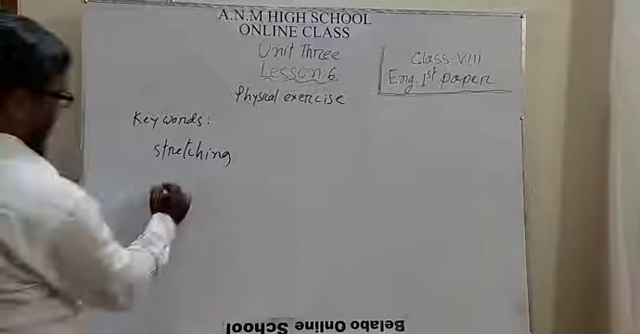 A.N.M HIGH SCHOOL
ONLINE CLASS
Unit Three
Lesson: 6
Physical exercise
Class-VIII
Eng. 1st paper
Key words:
stretching
Belabo Online School